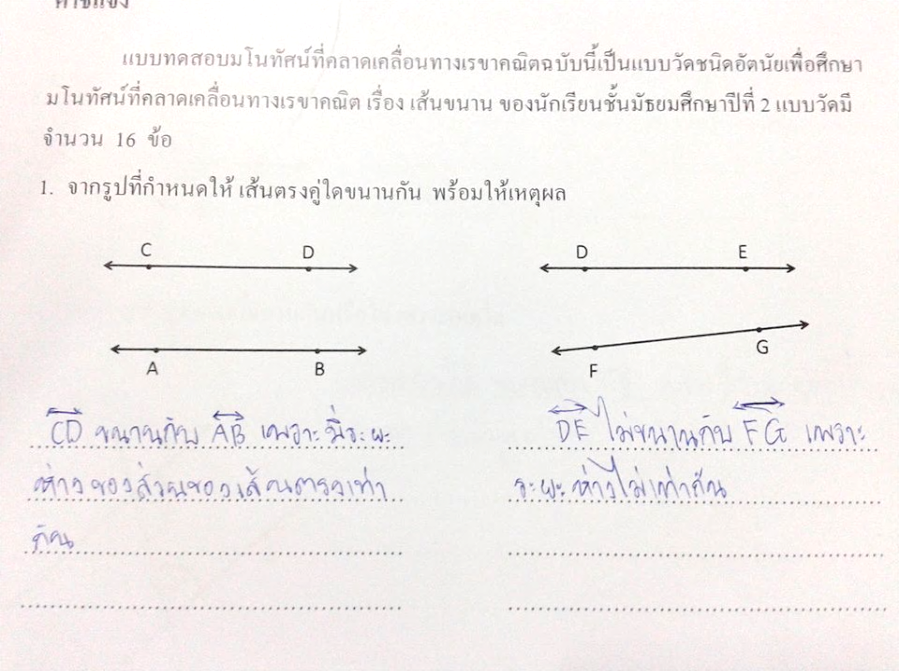 คำชี้แจง
แบบทดสอบมโนทัศน์ที่คลาดเคลื่อนทางเรขาคณิตฉบับนี้เป็นแบบวัดชนิดอัตนัยเพื่อศึกษา
มโนทัศน์ที่คลาดเคลื่อนทางเรขาคณิต เรื่อง เส้นขนาน ของนักเรียนชั้นมัธยมศึกษาปีที่ 2 แบบวัดมี
จำนวน 16 ข้อ
1. จากรูปที่กำหนดให้ เส้นตรงคู่ใดขนานกัน พร้อมให้เหตุผล
C D
A B
D E
F G
CD ขนานกับ AB เพราะ มีระยะ
ห่างของส่วนของเส้นตรงเท่า
กัน
DE ไม่ขนานกับ FG เพราะ
ระยะห่างไม่เท่ากัน